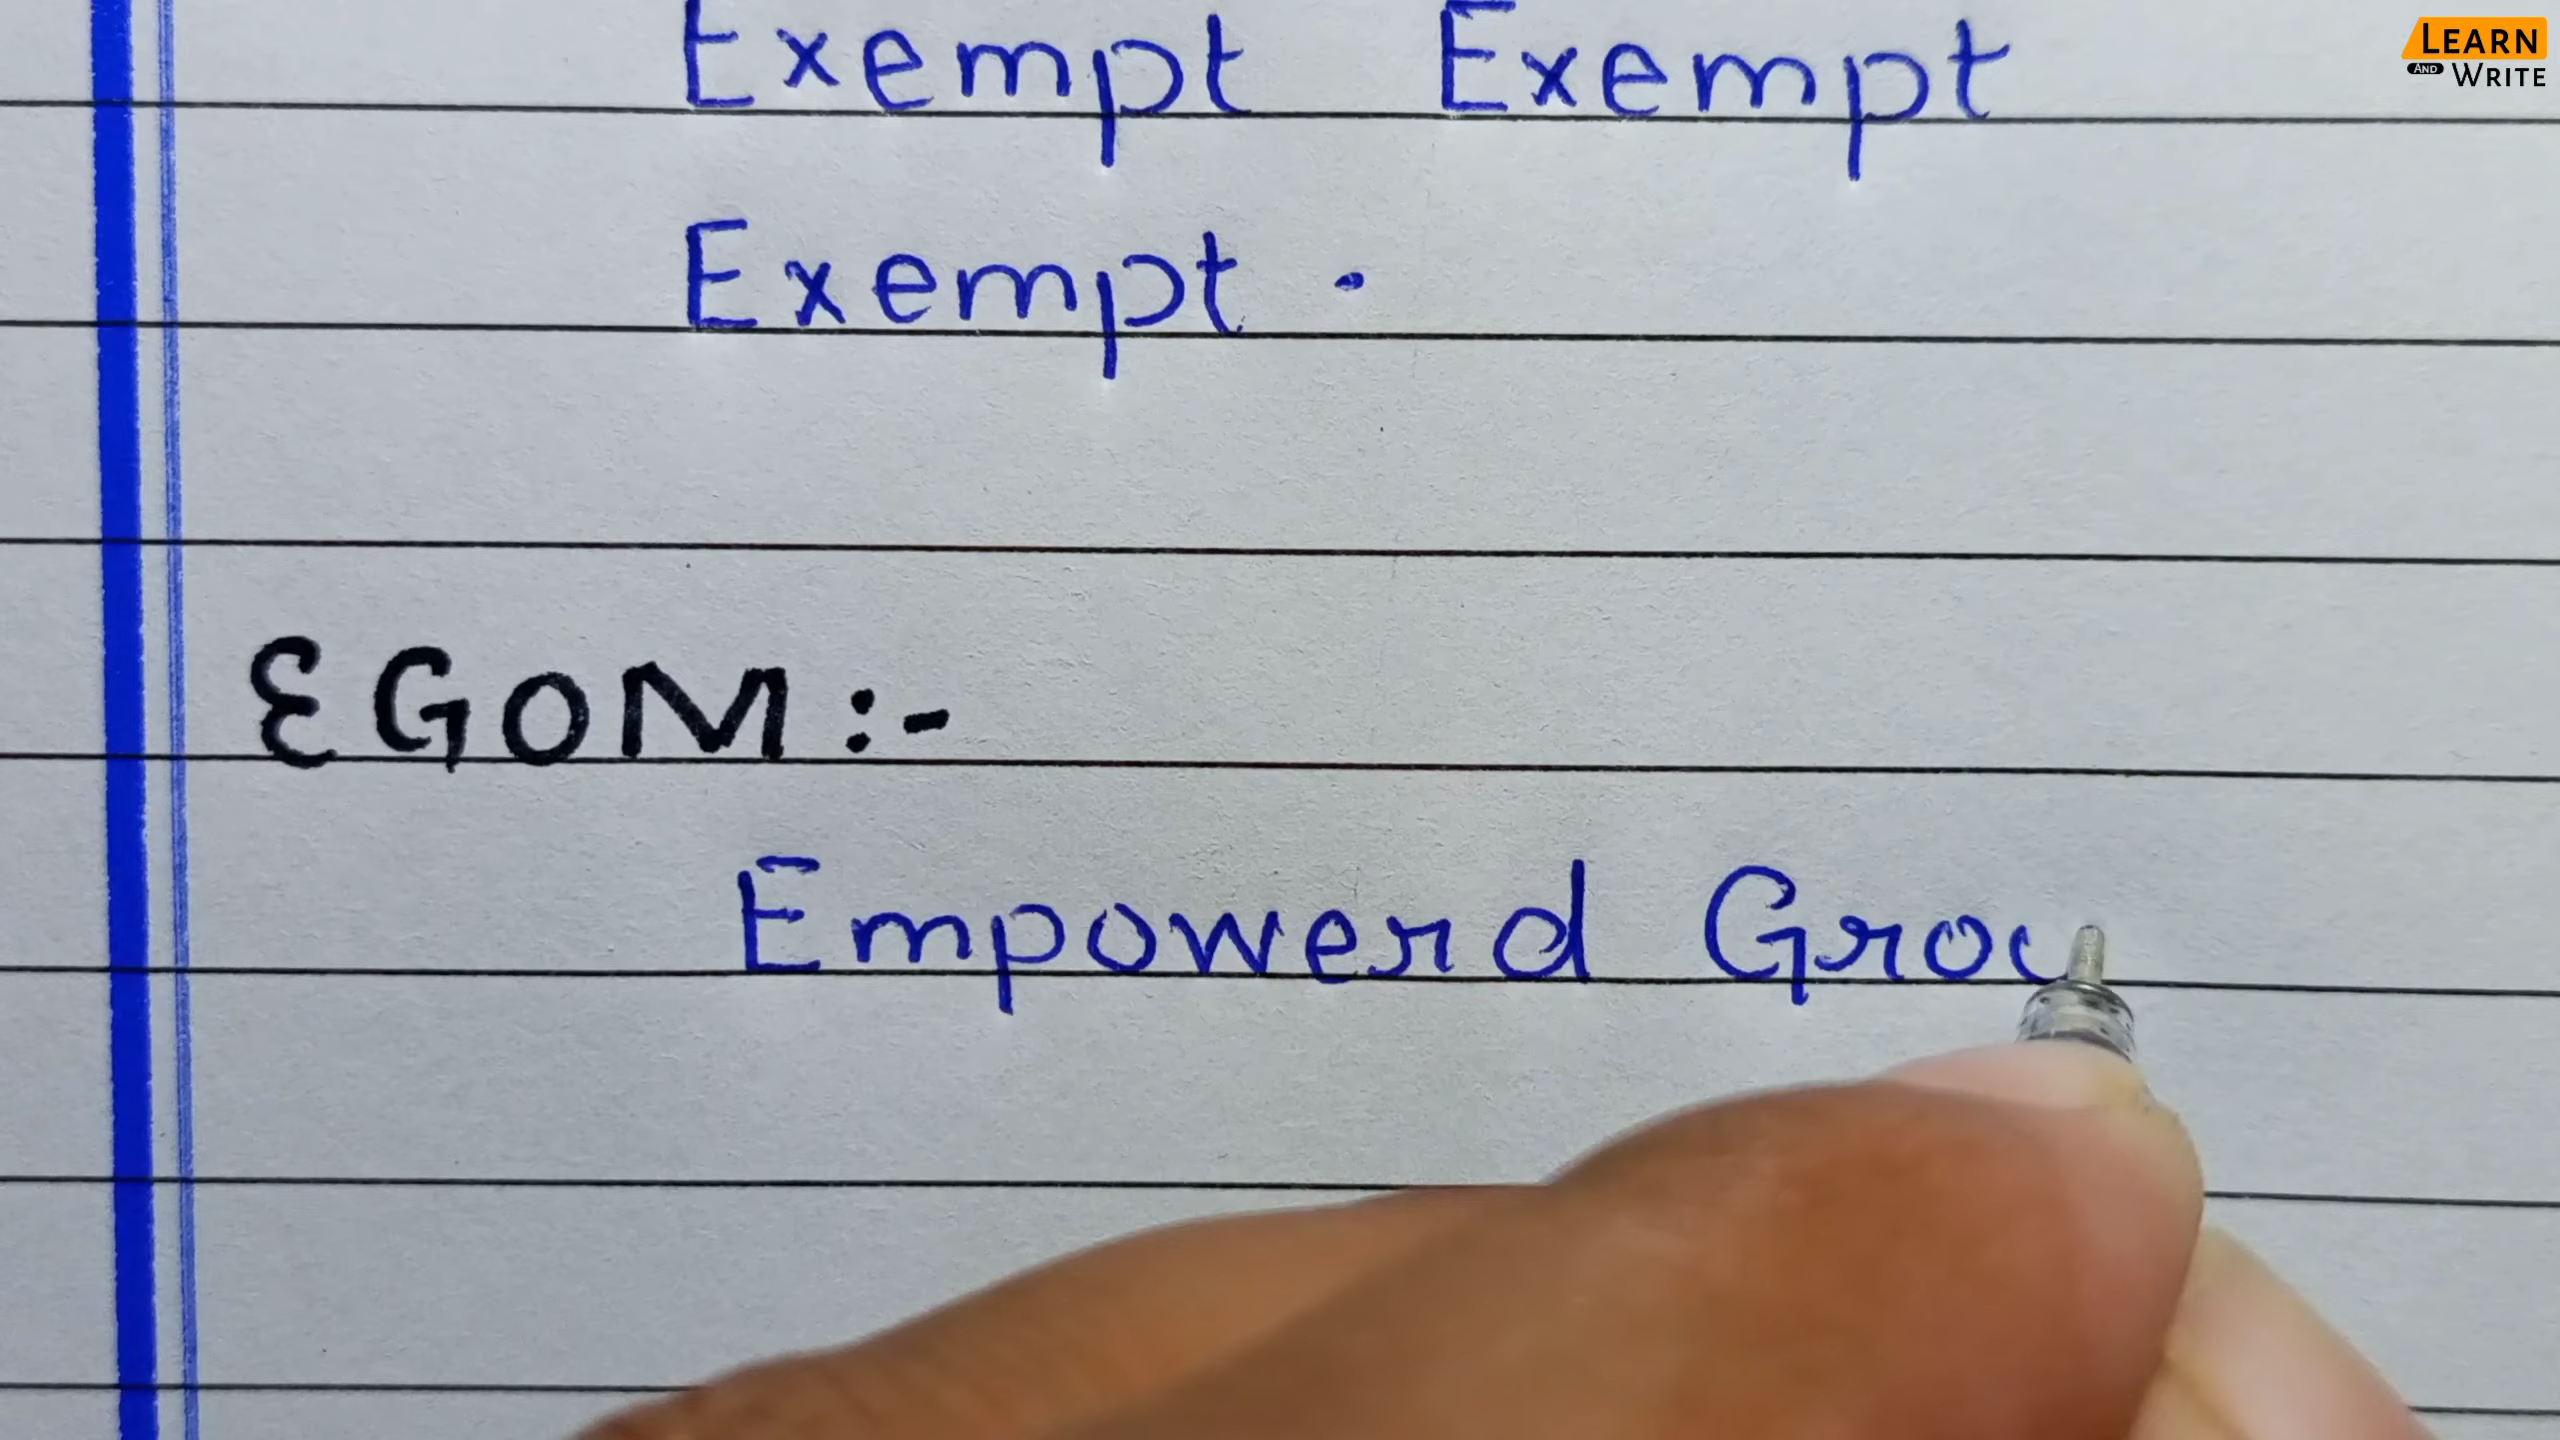 LEARN
AND WRITE
Exempt Exempt
Exempt .
EGOM :-
Empowerd Grou